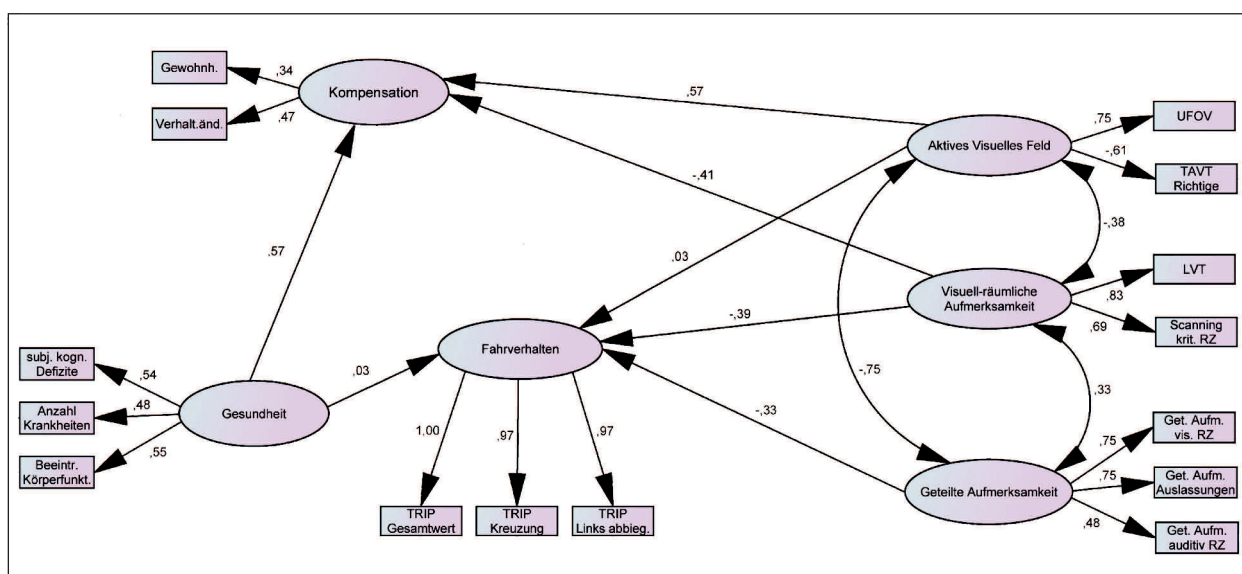 Gewohnh.
,34
Verhalt.änd.
,47
Kompensation
,57
Aktives Visuelles Feld
,75
UFOV
-,61
TAVT
Richtige
-,41
-,38
,57
,03
Visuell-räumliche
Aufmerksamkeit
LVT
,83
,69
Scanning
krit. RZ
-,39
Fahrverhalten
subj. kogn.
Defizite
,54
Anzahl
Krankheiten
,48
Beeintr.
Körperfunkt.
,55
Gesundheit
,03
-,75
,33
-,33
1,00
,97
,97
TRIP
Gesamtwert
TRIP
Kreuzung
TRIP
Links abbieg.
Geteilte Aufmerksamkeit
,75
Get. Aufm.
vis. RZ
,75
Get. Aufm.
Auslassungen
,48
Get. Aufm.
auditiv RZ